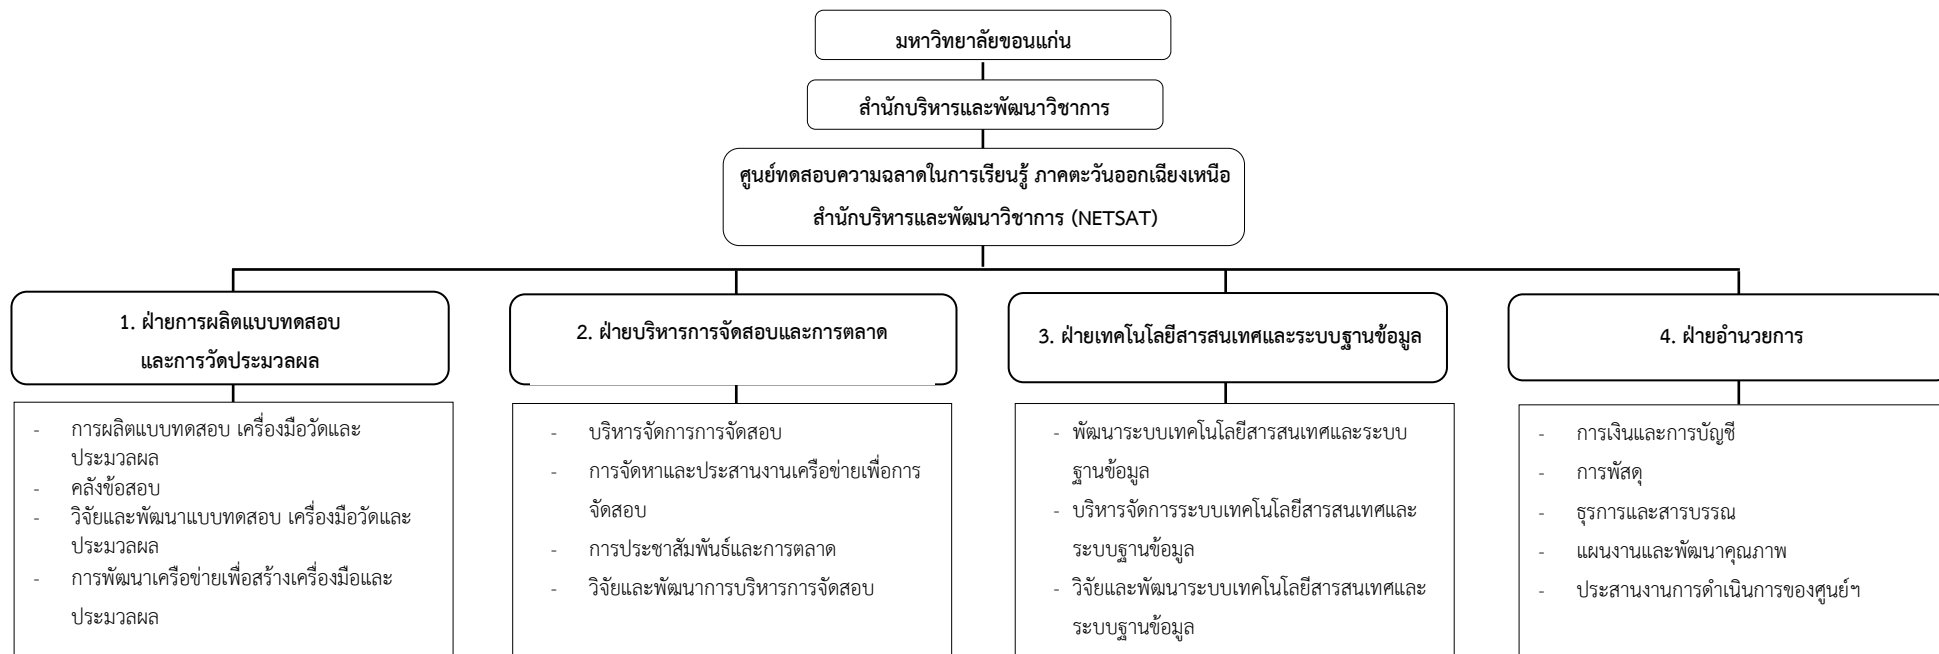 มหาวิทยาลัยขอนแก่น
สำนักบริหารและพัฒนาวิชาการ
ศูนย์ทดสอบความฉลาดในการเรียนรู้ ภาคตะวันออกเฉียงเหนือ
สำนักบริหารและพัฒนาวิชาการ (NETSAT)
1. ฝ่ายการผลิตแบบทดสอบ
และการวัดประมวลผล
- การผลิตแบบทดสอบ เครื่องมือวัดและ
ประมวลผล
- คลังข้อสอบ
- วิจัยและพัฒนาแบบทดสอบ เครื่องมือวัดและ
ประมวลผล
- การพัฒนาเครือข่ายเพื่อสร้างเครื่องมือและ
ประมวลผล
2. ฝ่ายบริหารการจัดสอบและการตลาด
- บริหารจัดการการจัดสอบ
- การจัดหาและประสานงานเครือข่ายเพื่อการ
จัดสอบ
- การประชาสัมพันธ์และการตลาด
- วิจัยและพัฒนาการบริหารการจัดสอบ
3. ฝ่ายเทคโนโลยีสารสนเทศและระบบฐานข้อมูล
- พัฒนาระบบเทคโนโลยีสารสนเทศและระบบ
ฐานข้อมูล
- บริหารจัดการระบบเทคโนโลยีสารสนเทศและ
ระบบฐานข้อมูล
- วิจัยและพัฒนาระบบเทคโนโลยีสารสนเทศและ
ระบบฐานข้อมูล
4. ฝ่ายอำนวยการ
- การเงินและการบัญชี
- การพัสดุ
- ธุรการและสารบรรณ
- แผนงานและพัฒนาคุณภาพ
- ประสานงานการดำเนินการของศูนย์ฯ